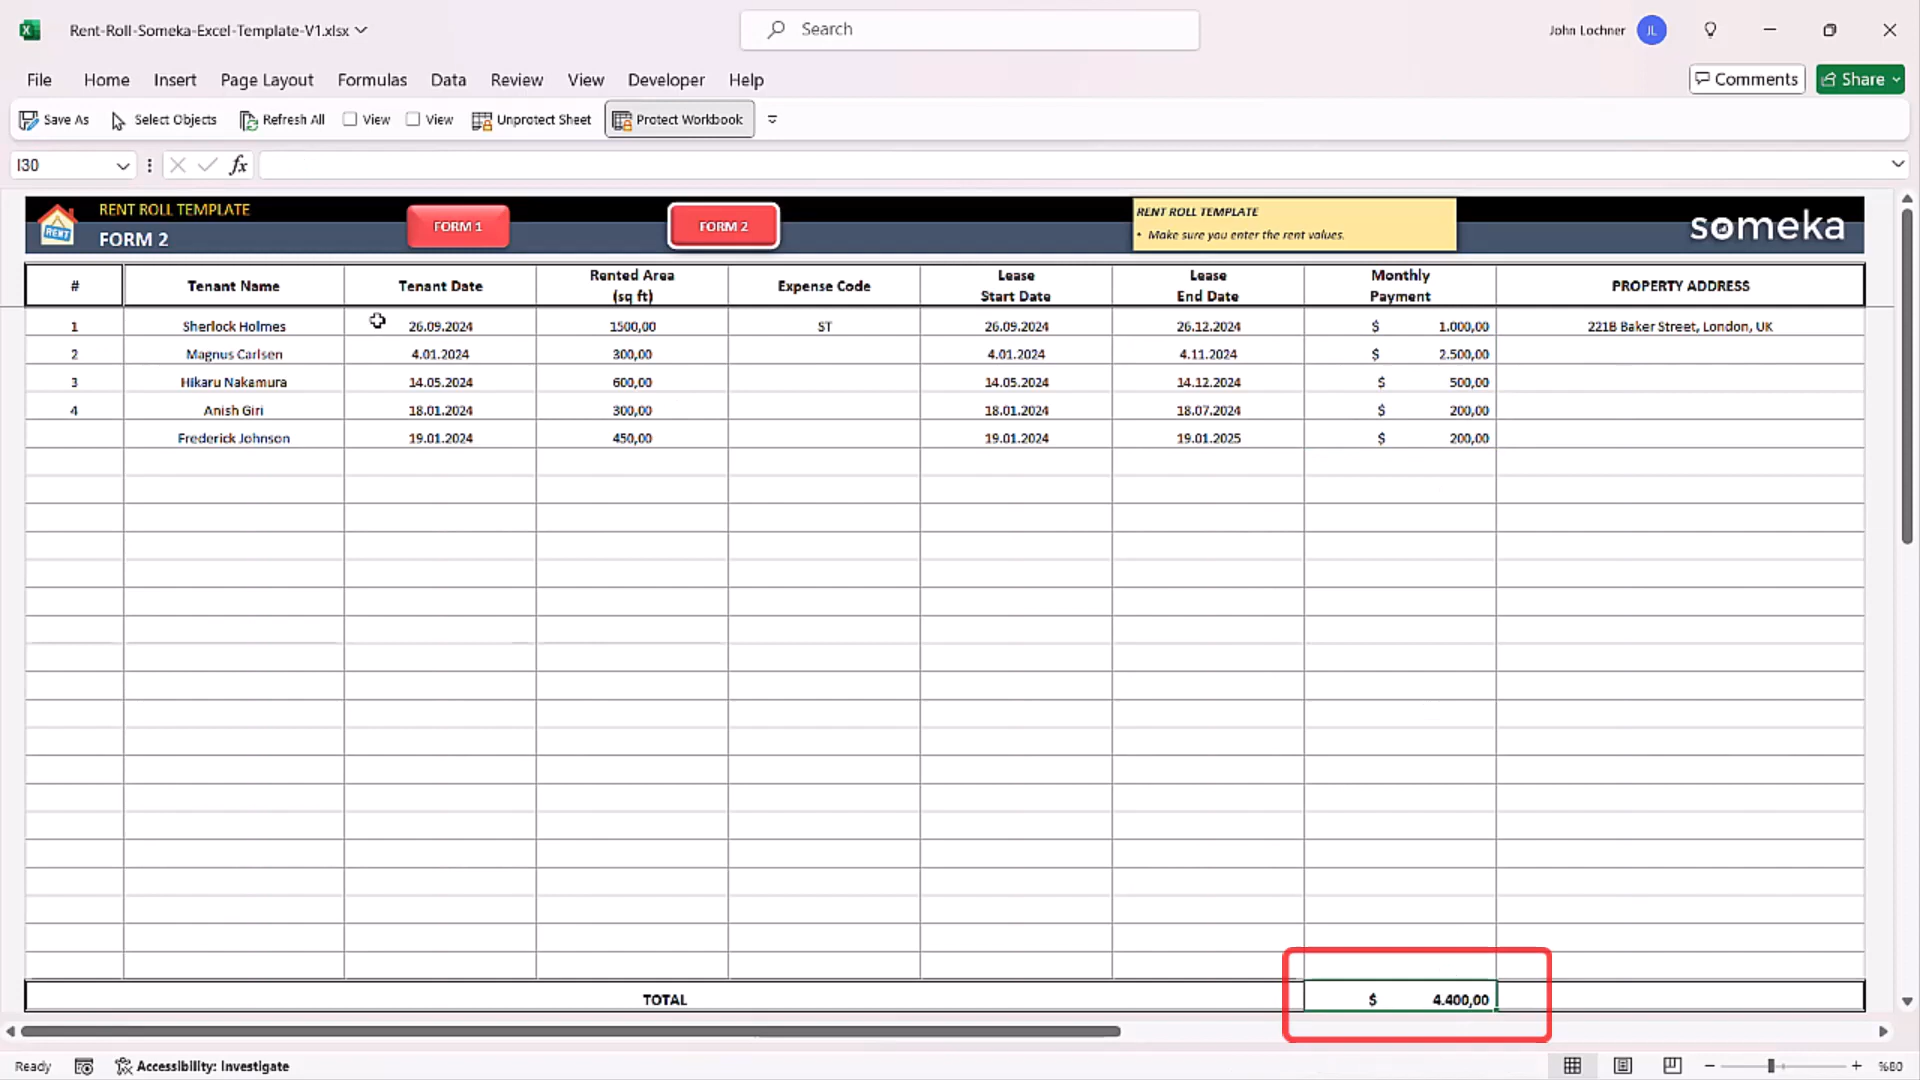 Rent-Roll-Someka-Excel-Template-V1.xlsx
Search
John Lochner
JL
File Home Insert Page Layout Formulas Data Review View Developer Help
Comments
Share
Save As Select Objects Refresh All View View Unprotect Sheet Protect Workbook
I30
fx
RENT ROLL TEMPLATE
FORM 2
RENT
FORM 1
FORM 2
RENT ROLL TEMPLATE
• Make sure you enter the rent values.
someka
# Tenant Name Tenant Date Rented Area (sq ft) Expense Code Lease Start Date Lease End Date Monthly Payment PROPERTY ADDRESS
1 Sherlock Holmes 26.09.2024 1500,00 ST 26.09.2024 26.12.2024 $ 1.000,00 221B Baker Street, London, UK
2 Magnus Carlsen 4.01.2024 300,00 4.01.2024 4.11.2024 $ 2.500,00
3 Hikaru Nakamura 14.05.2024 600,00 14.05.2024 14.12.2024 $ 500,00
4 Anish Giri 18.01.2024 300,00 18.01.2024 18.07.2024 $ 200,00
Frederick Johnson 19.01.2024 450,00 19.01.2024 19.01.2025 $ 200,00
TOTAL $ 4.400,00
Ready Accessibility: Investigate
%80